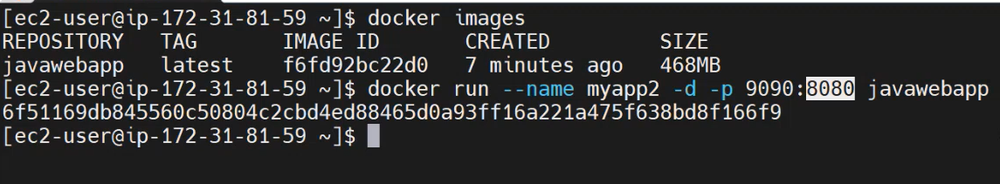 [ec2-user@ip-172-31-81-59 ~]$ docker images
REPOSITORY   TAG       IMAGE ID       CREATED         SIZE
javawebapp   latest    f6fd92bc22d0   7 minutes ago   468MB
[ec2-user@ip-172-31-81-59 ~]$ docker run --name myapp2 -d -p 9090:8080 javawebapp
6f51169db845560c50804c2cbd4ed88465d0a93ff16a221a475f638bd8f166f9
[ec2-user@ip-172-31-81-59 ~]$